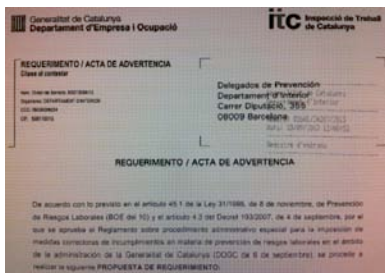 Generalitat de Catalunya
Departament d'Empresa i Ocupació
ITC Inspecció de Treball
de Catalunya
REQUERIMENTO / ACTA DE ADVERTENCIA
Delegados de Prevención
Departament d'Interior
Carrer Diputació, 355
08009 Barcelona
REQUERIMENTO / ACTA DE ADVERTENCIA
De acuerdo con lo previsto en el artículo 45.1 de la Ley 31/1995, de 8 de noviembre, de Prevención
de Riesgos Laborales (BOE del 10) y el artículo 4.3 del Decret 193/2007, de 4 de septiembre, por el
que se aprueba el Reglamento sobre procedimiento administrativo especial para la imposición de
medidas correctoras de incumplimientos en materia de prevención de riesgos laborales en el ámbito
de la administración de la Generalitat de Catalunya (DOGC de 6 de septiembre) se procede a
realizar la siguiente PROPUESTA DE REQUERIMIENTO: